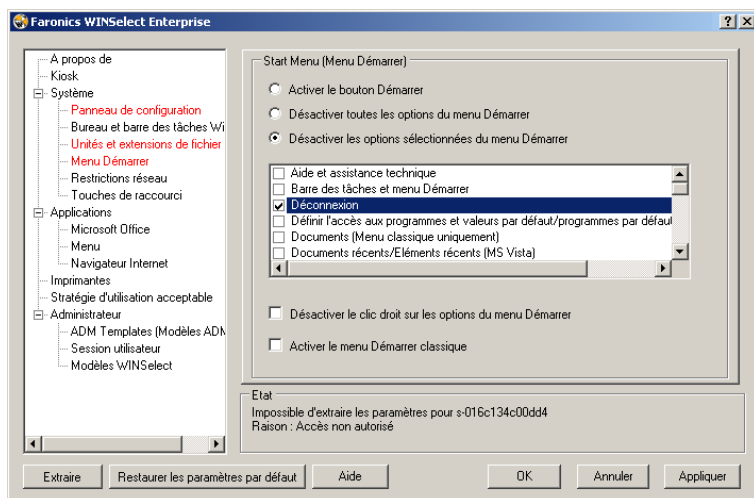 Faronics WINSelect Enterprise
A propos de
Kiosk
Système
Panneau de configuration
Bureau et barre des tâches Wi
Unités et extensions de fichier
Menu Démarrer
Restrictions réseau
Touches de raccourci
Applications
Microsoft Office
Menu
Navigateur Internet
Imprimantes
Stratégie d'utilisation acceptable
Administrateur
ADM Templates (Modèles ADM
Session utilisateur
Modèles WINSelect
Start Menu (Menu Démarrer)
Activer le bouton Démarrer
Désactiver toutes les options du menu Démarrer
Désactiver les options sélectionnées du menu Démarrer
Aide et assistance technique
Barre des tâches et menu Démarrer
Déconnexion
Définir l'accès aux programmes et valeurs par défaut/programmes par défau
Documents (Menu classique uniquement)
Documents récents/Eléments récents (MS Vista)
Désactiver le clic droit sur les options du menu Démarrer
Activer le menu Démarrer classique
Etat
Impossible d'extraire les paramètres pour s-016c134c00dd4
Raison : Accès non autorisé
Extraire Restaurer les paramètres par défaut Aide OK Annuler Appliquer